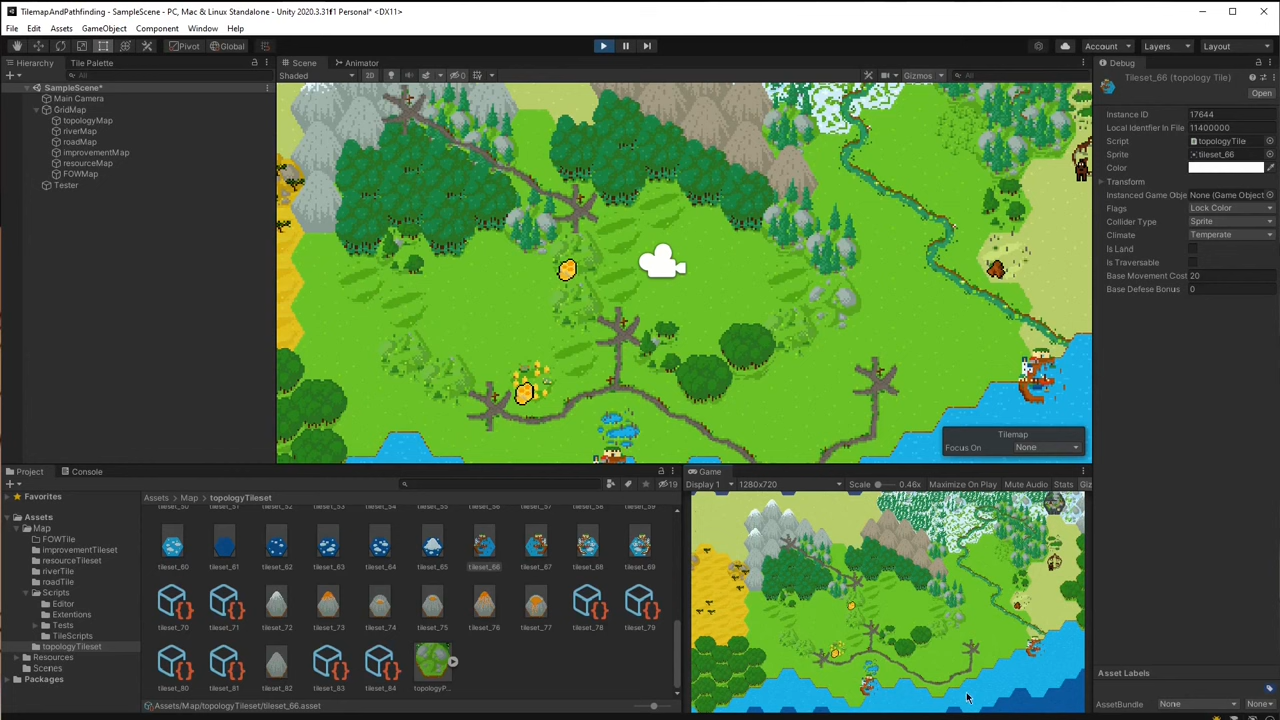 TilemapAndPathfinding - SampleScene - PC, Mac & Linux Standalone - Unity 2020.3.31f1 Personal* <DX11>
File Edit Assets GameObject Component Window Help
Pivot Global Account Layers Layout
Hierarchy Tile Palette
All
SampleScene*
Main Camera
GridMap
topologyMap
riverMap
roadMap
improvementMap
resourceMap
FOWMap
Tester
Scene Animator
Shaded 2D 0 Gizmos All
Tilemap
Focus On None
Debug
Tileset_66 (topology Tile)
Open
Instance ID 17644
Local Identifier In File 11400000
Script topologyTile
Sprite tileset_66
Color
Transform
Instanced Game Obje None (Game Object
Flags Lock Color
Collider Type Sprite
Climate Temperate
Is Land
Is Traversable
Base Movement Cost 20
Base Defese Bonus 0
Project Console
19
Favorites
Assets
Map
FOWTile
improvementTileset
resourceTileset
riverTile
roadTile
Scripts
Editor
Extentions
Tests
TileScripts
topologyTileset
Resources
Scenes
Packages
Assets Map topologyTileset
tileset_60 tileset_61 tileset_62 tileset_63 tileset_64 tileset_65 tileset_66 tileset_67 tileset_68 tileset_69
tileset_70 tileset_71 tileset_72 tileset_73 tileset_74 tileset_75 tileset_76 tileset_77 tileset_78 tileset_79
tileset_80 tileset_81 tileset_82 tileset_83 tileset_84 topologyP...
Assets/Map/topologyTileset/tileset_66.asset
Game
Display 1 1280x720 Scale 0.46x Maximize On Play Mute Audio Stats Giz
Asset Labels
AssetBundle None None